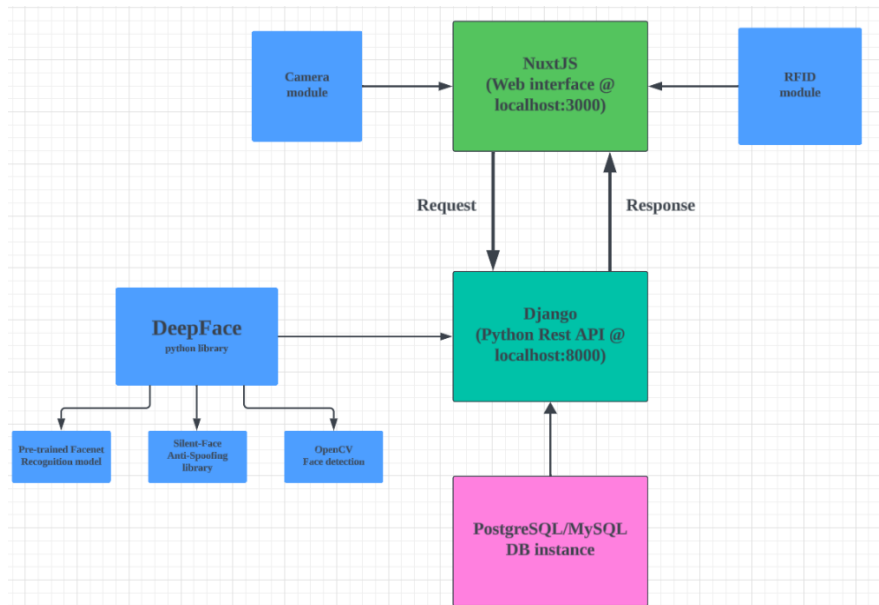 Camera
module
NuxtJS
(Web interface @
localhost:3000)
RFID
module
Request
Response
DeepFace
python library
Django
(Python Rest API @
localhost:8000)
Pre-trained Facenet
Recognition model
Silent-Face
Anti-Spoofing
library
OpenCV
Face detection
PostgreSQL/MySQL
DB instance